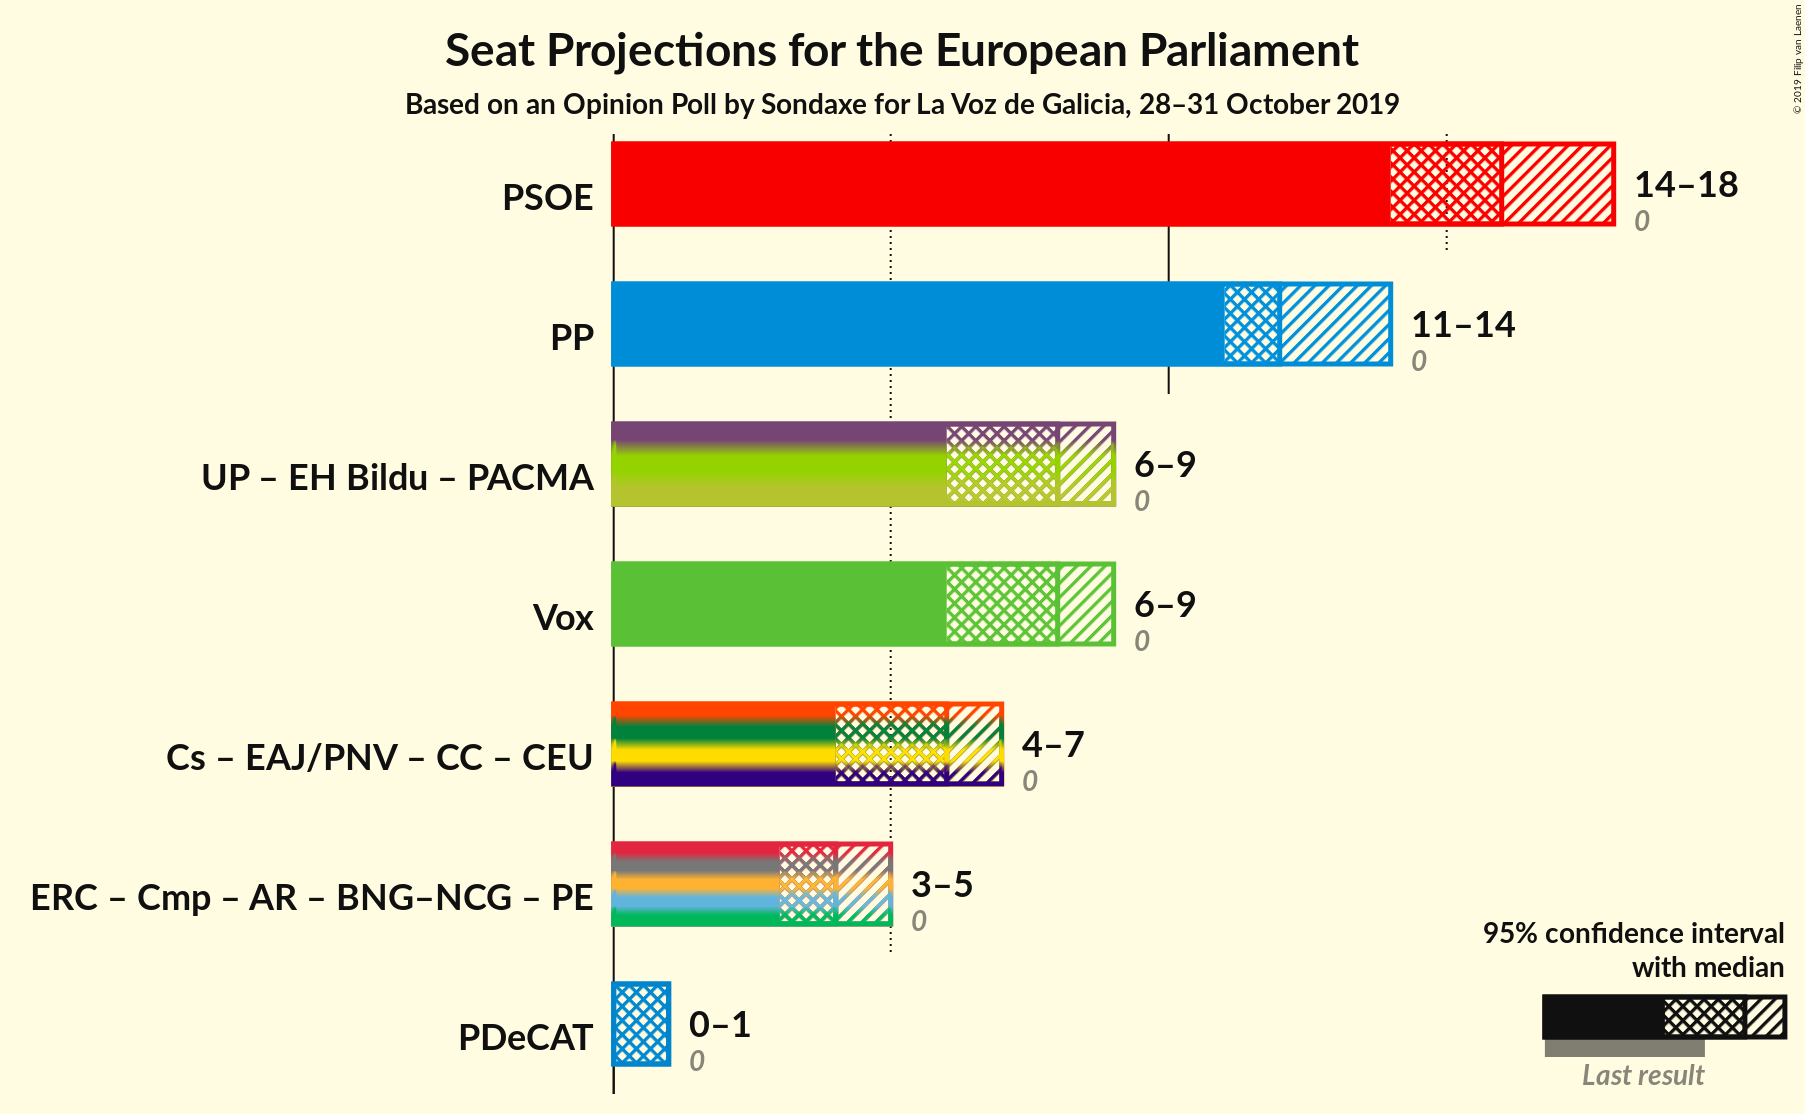 Seat Projections for the European Parliament
Based on an Opinion Poll by Sondaxe for La Voz de Galicia, 28–31 October 2019
© 2019 Filip van Laenen
PSOE
14–18
0
PP
11–14
0
UP – EH Bildu – PACMA
6–9
0
Vox
6–9
0
Cs – EAJ/PNV – CC – CEU
4–7
0
ERC – Cmp – AR – BNG–NCG – PE
3–5
0
PDeCAT
0–1
0
95% confidence interval
with median
Last result